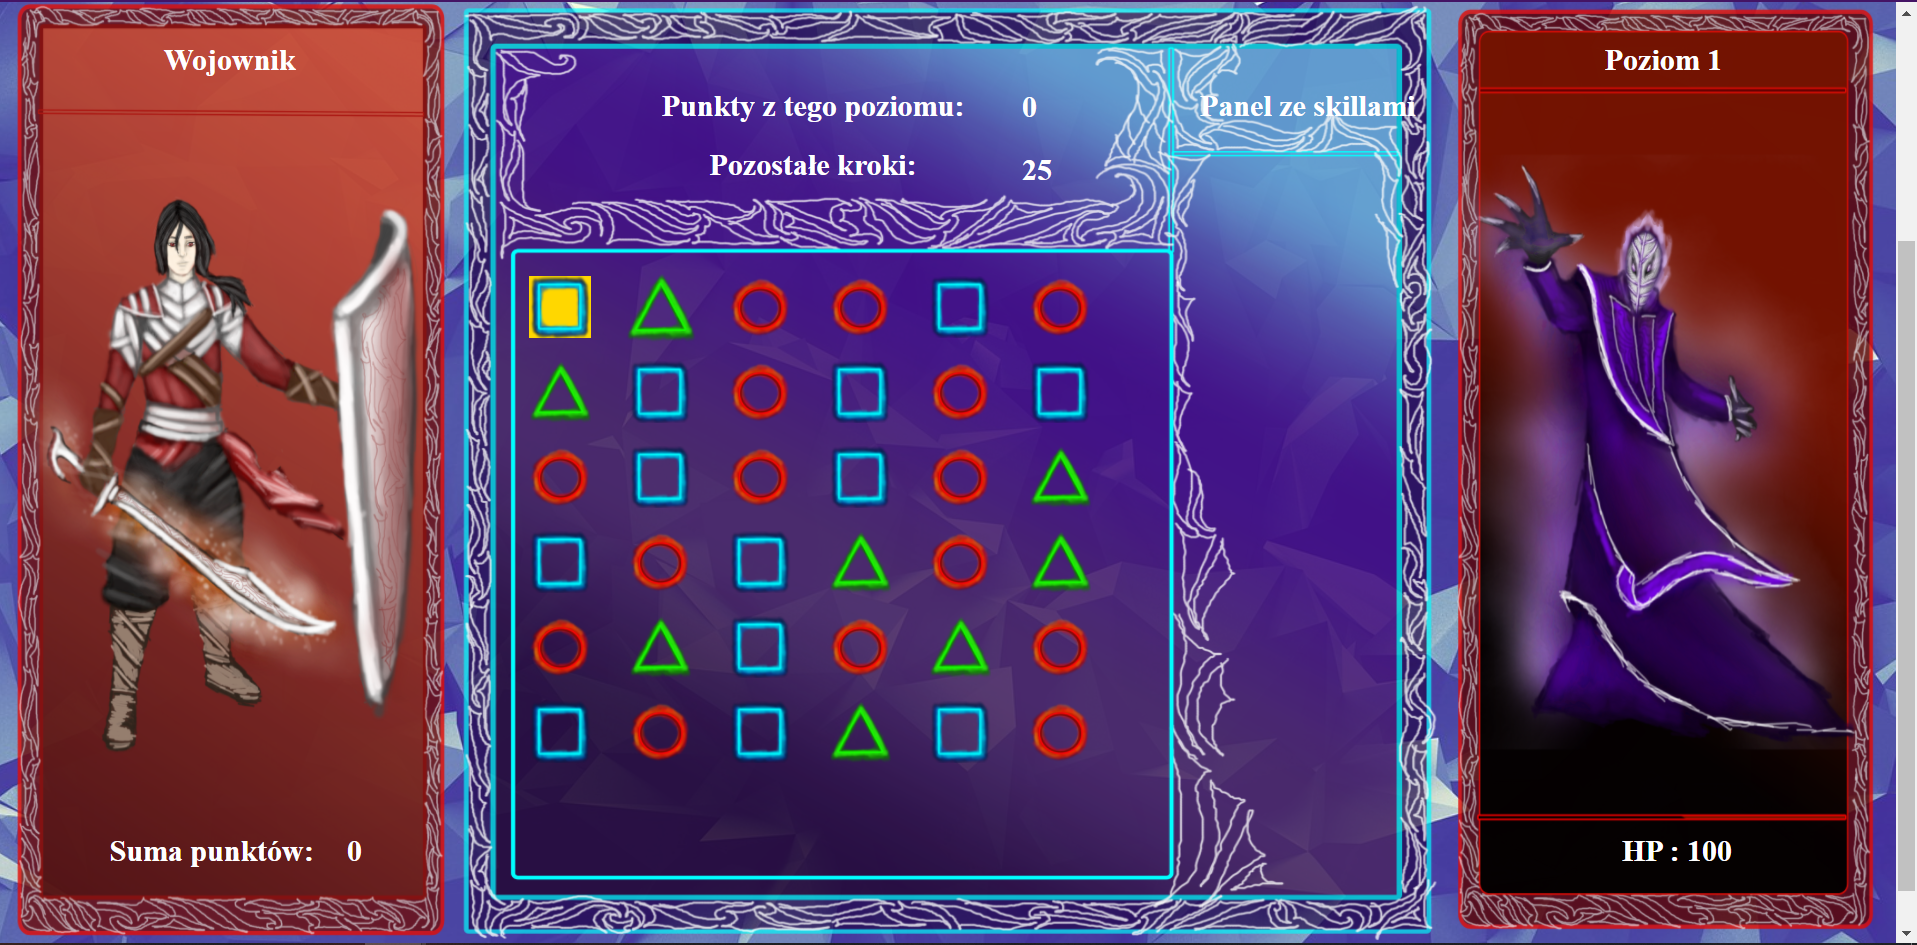 Wojownik
Suma punktów: 0
Punkty z tego poziomu: 0
Pozostałe kroki: 25
Panel ze skillami
Poziom 1
HP : 100